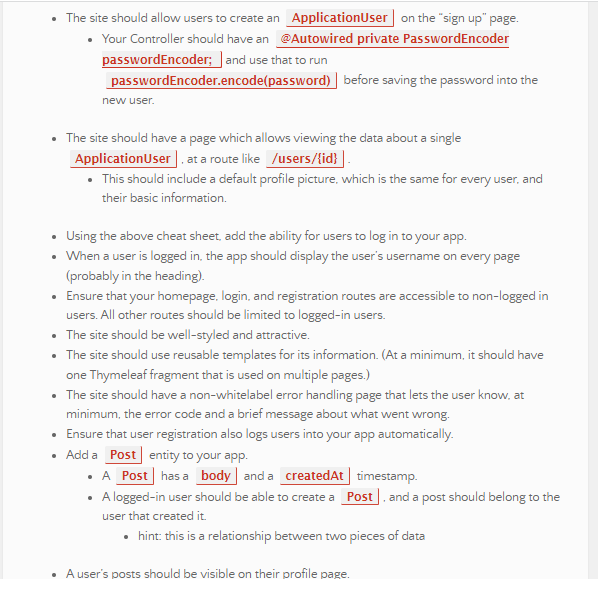 The site should allow users to create an ApplicationUser on the “sign up” page.
Your Controller should have an @Autowired private PasswordEncoder
passwordEncoder; and use that to run
passwordEncoder.encode(password) before saving the password into the
new user.
The site should have a page which allows viewing the data about a single
ApplicationUser , at a route like /users/{id} .
This should include a default profile picture, which is the same for every user, and
their basic information.
Using the above cheat sheet, add the ability for users to log in to your app.
When a user is logged in, the app should display the user’s username on every page
(probably in the heading).
Ensure that your homepage, login, and registration routes are accessible to non-logged in
users. All other routes should be limited to logged-in users.
The site should be well-styled and attractive.
The site should use reusable templates for its information. (At a minimum, it should have
one Thymeleaf fragment that is used on multiple pages.)
The site should have a non-whitelabel error handling page that lets the user know, at
minimum, the error code and a brief message about what went wrong.
Ensure that user registration also logs users into your app automatically.
Add a Post entity to your app.
A Post has a body and a createdAt timestamp.
A logged-in user should be able to create a Post , and a post should belong to the
user that created it.
hint: this is a relationship between two pieces of data
A user’s posts should be visible on their profile page.